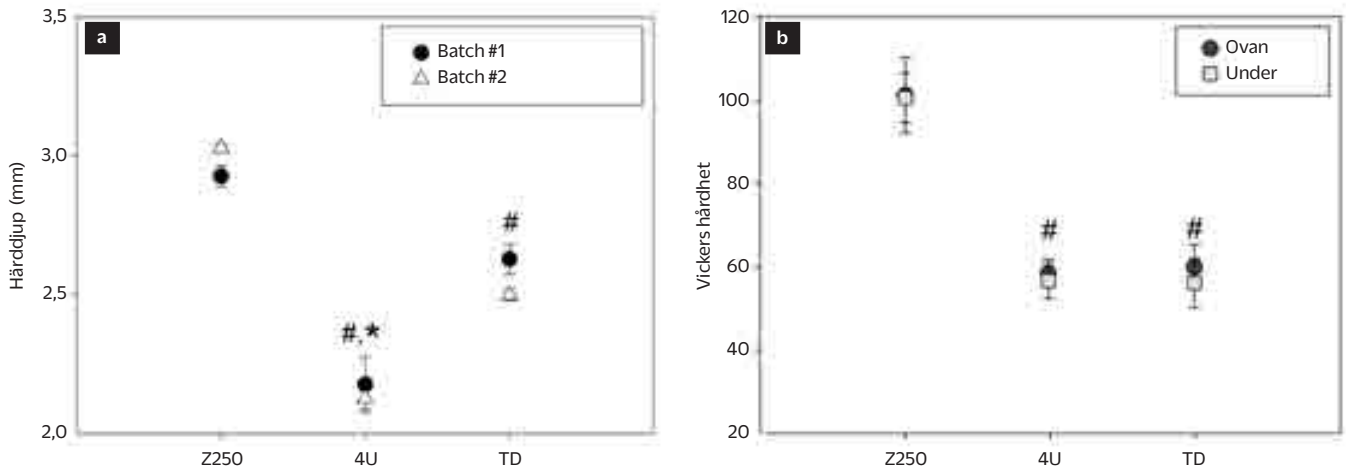 a
Batch #1
Batch #2
Härddjup (mm)
3,5
3,0
2,5
2,0
#
#,*
Z250
4U
TD
b
Ovan
Under
Vickers hårdhet
120
100
80
60
40
20
#
#
Z250
4U
TD